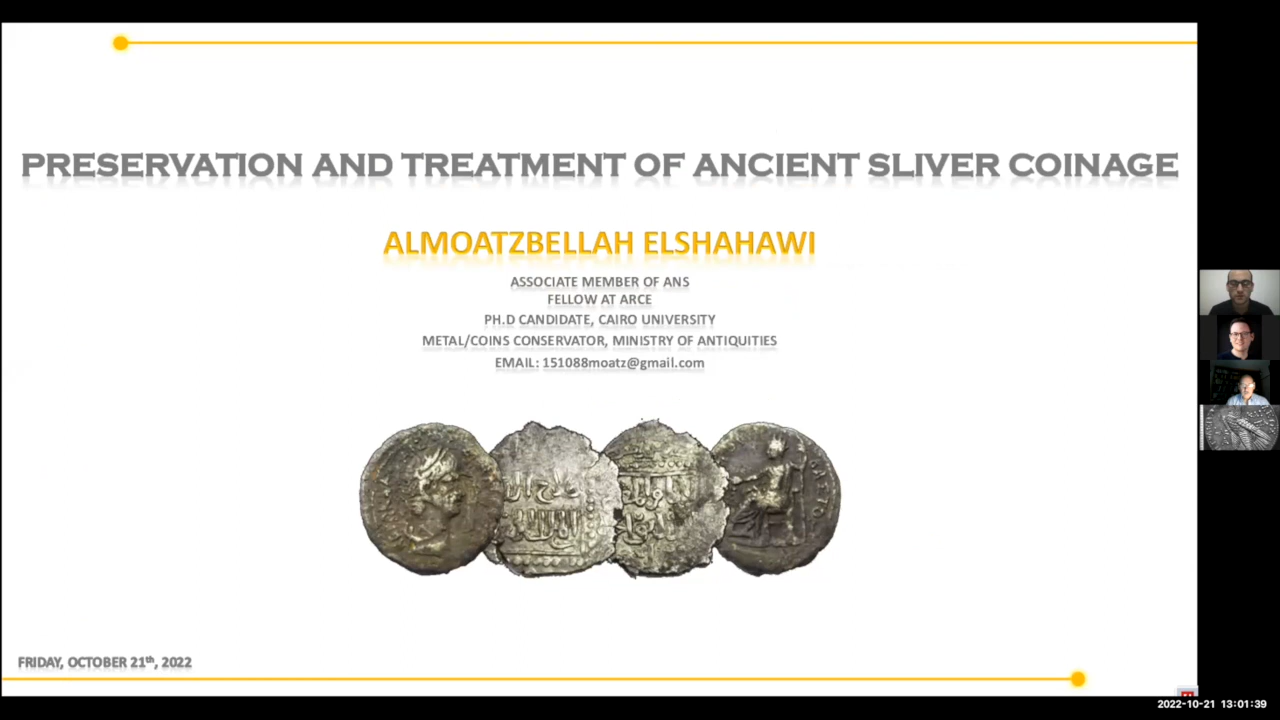 PRESERVATION AND TREATMENT OF ANCIENT SLIVER COINAGE
ALMOATZBELLAH ELSHAHAWI
ASSOCIATE MEMBER OF ANS
FELLOW AT ARCE
PH.D CANDIDATE, CAIRO UNIVERSITY
METAL/COINS CONSERVATOR, MINISTRY OF ANTIQUITIES
EMAIL: 151088moatz@gmail.com
FRIDAY, OCTOBER 21th, 2022
2022-10-21 13:01:39